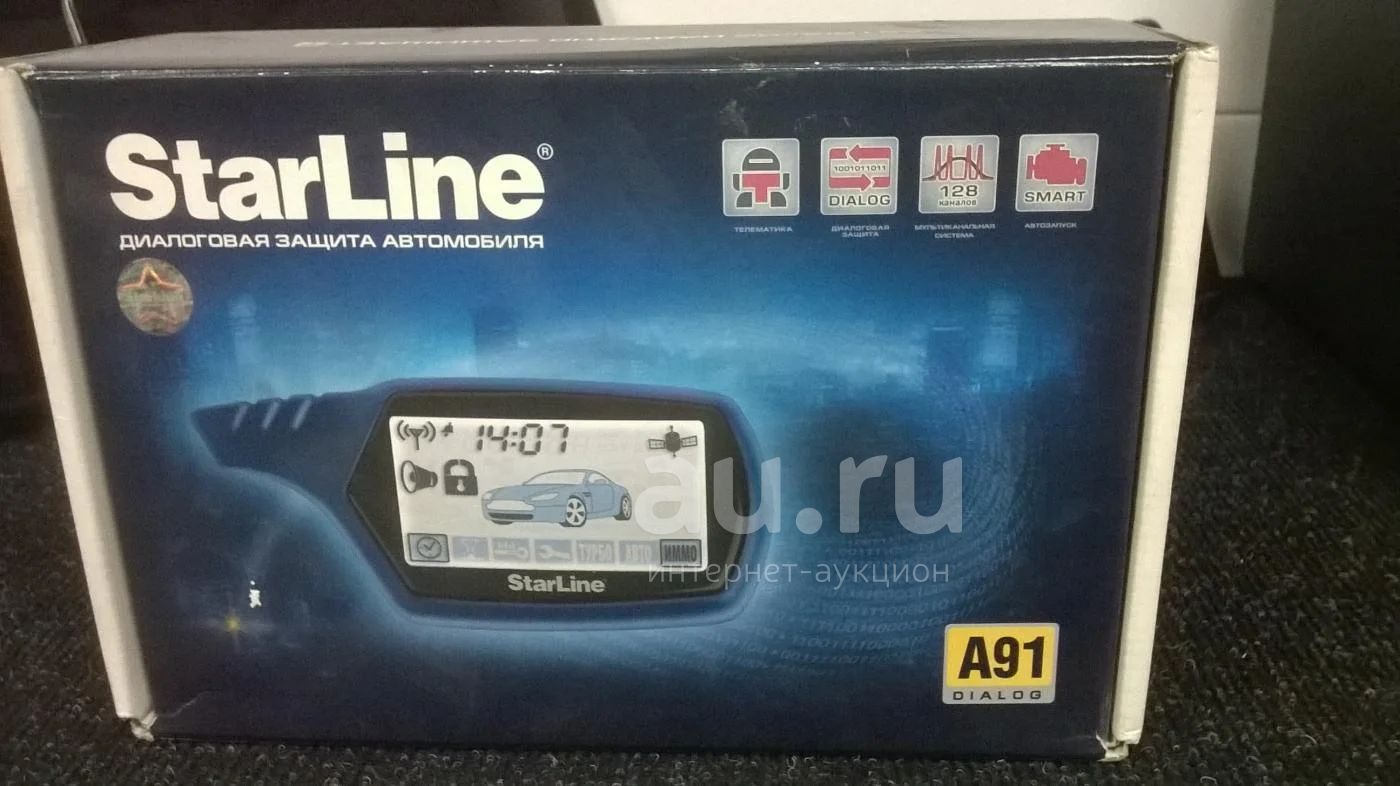 StarLine®
ДИАЛОГОВАЯ ЗАЩИТА АВТОМОБИЛЯ
T
ТЕЛЕМАТИКА
1001011011
DIALOG
ДИАЛОГОВАЯ
ЗАЩИТА
128
каналов
МУЛЬТИКАНАЛЬНАЯ
СИСТЕМА
SMART
АВТОЗАПУСК
14:07
ТУРБО АВТО ИММО
StarLine
au.ru
интернет-аукцион
A91
DIALOG